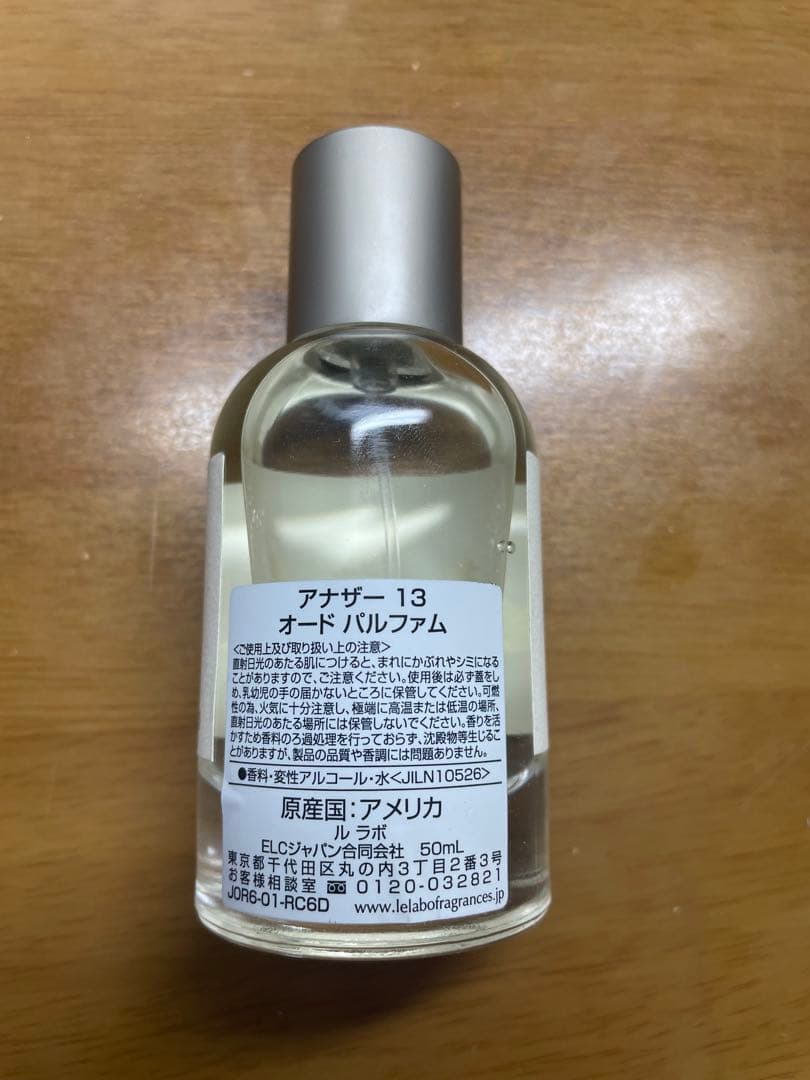 アナザー 13
オード パルファム
<ご使用上及び取り扱い上の注意>
直射日光のあたる肌につけると、まれにかぶれやシミになる
ことがありますので、ご注意ください。使用後は必ず蓋をし
め、乳幼児の手の届かないところに保管してください。可燃
性の為、火気に十分注意し、極端に高温または低温の場所、
直射日光のあたる場所には保管しないでください。香りを活
かすため香料のろ過処理を行っておらず、沈殿物等生じるこ
とがありますが、製品の品質や香調には問題ありません。
●香料・変性アルコール・水<JILN10526>
原産国:アメリカ
ル ラボ
ELCジャパン合同会社 50mL
東京都千代田区丸の内3丁目2番3号
お客様相談室 0120-032821
J0R6-01-RC6D www.lelabofragrances.jp